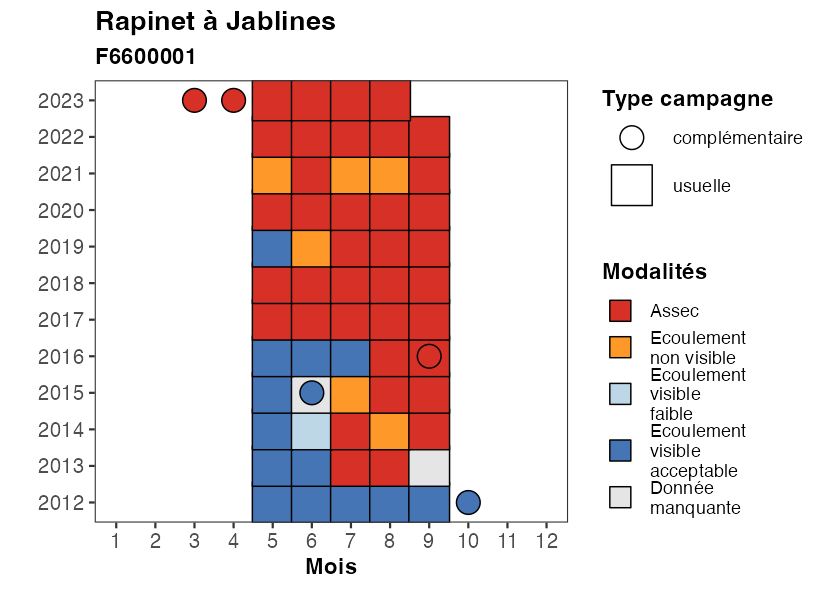 Rapinet à Jablines
F6600001
2023
2022
2021
2020
2019
2018
2017
2016
2015
2014
2013
2012
1 2 3 4 5 6 7 8 9 10 11 12
Mois
Type campagne
complémentaire
usuelle
Modalités
Assec
Ecoulement
non visible
Ecoulement
visible
faible
Ecoulement
visible
acceptable
Donnée
manquante